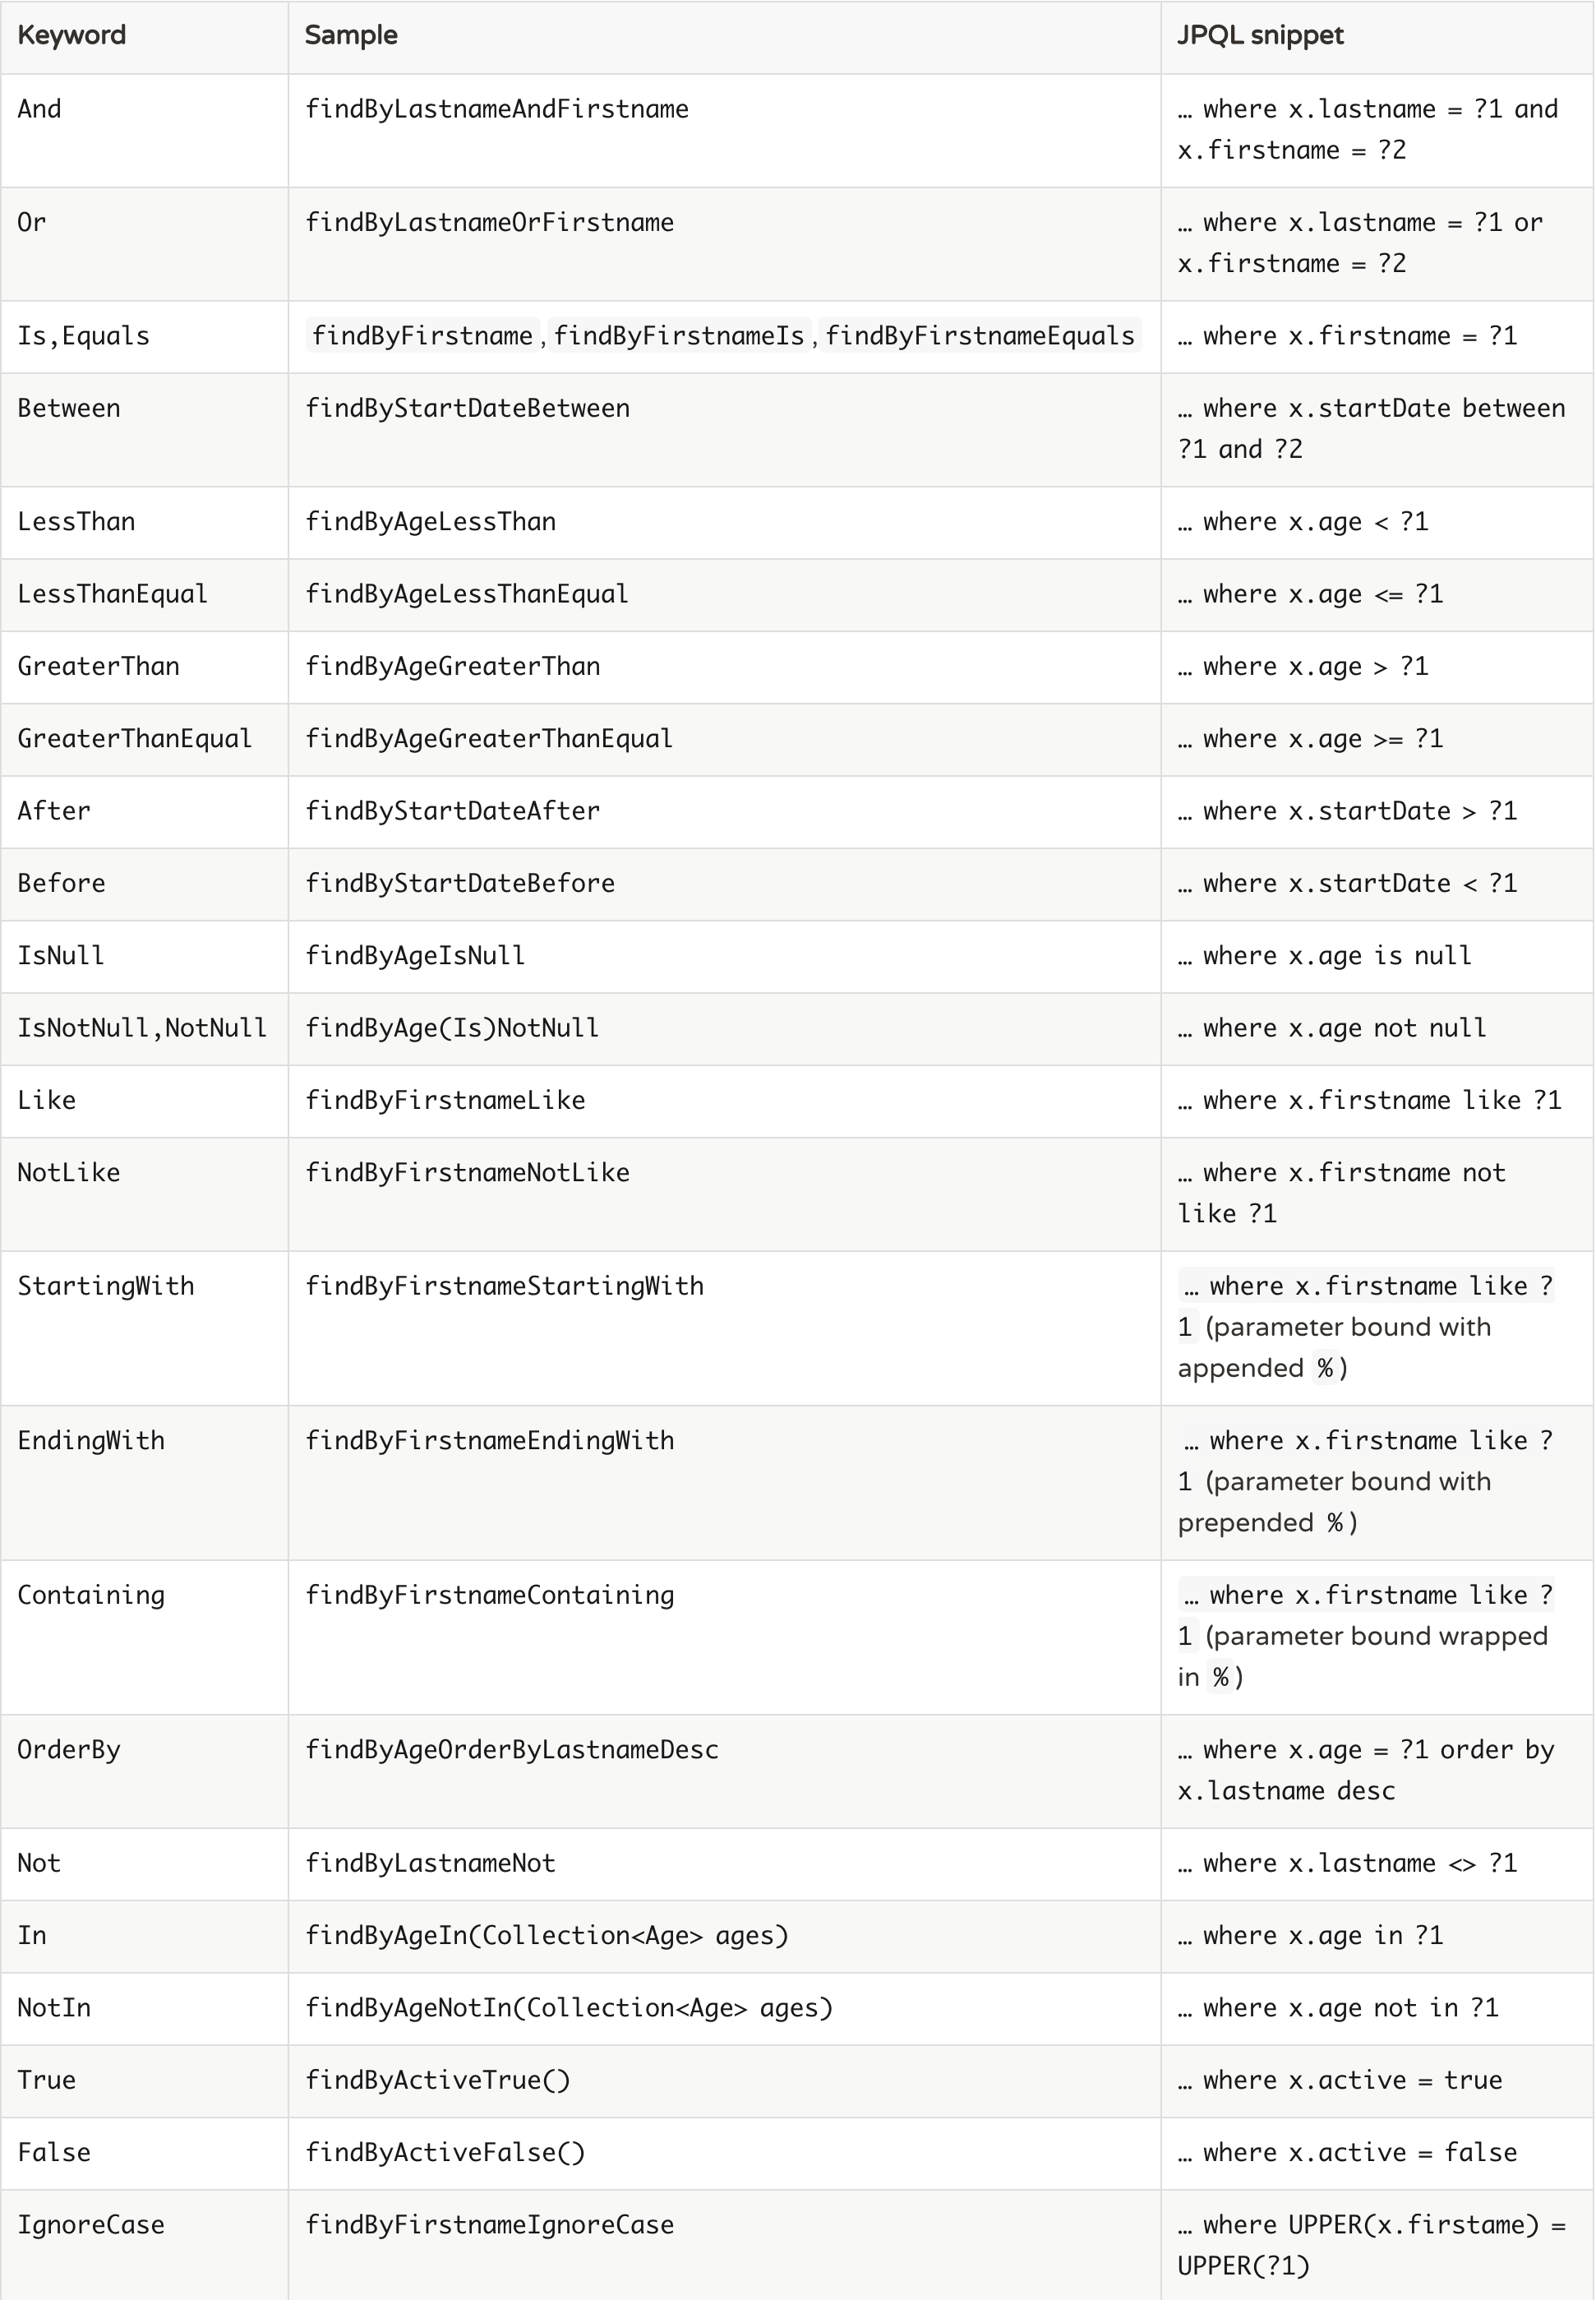 Keyword Sample JPQL snippet
And findByLastnameAndFirstname … where x.lastname = ?1 and
x.firstname = ?2
Or findByLastnameOrFirstname … where x.lastname = ?1 or
x.firstname = ?2
Is,Equals findByFirstname,findByFirstnameIs,findByFirstnameEquals … where x.firstname = ?1
Between findByStartDateBetween … where x.startDate between
?1 and ?2
LessThan findByAgeLessThan … where x.age < ?1
LessThanEqual findByAgeLessThanEqual … where x.age <= ?1
GreaterThan findByAgeGreaterThan … where x.age > ?1
GreaterThanEqual findByAgeGreaterThanEqual … where x.age >= ?1
After findByStartDateAfter … where x.startDate > ?1
Before findByStartDateBefore … where x.startDate < ?1
IsNull findByAgeIsNull … where x.age is null
IsNotNull,NotNull findByAge(Is)NotNull … where x.age not null
Like findByFirstnameLike … where x.firstname like ?1
NotLike findByFirstnameNotLike … where x.firstname not
like ?1
StartingWith findByFirstnameStartingWith … where x.firstname like ?
1 (parameter bound with
appended %)
EndingWith findByFirstnameEndingWith … where x.firstname like ?
1 (parameter bound with
prepended %)
Containing findByFirstnameContaining … where x.firstname like ?
1 (parameter bound wrapped
in %)
OrderBy findByAgeOrderByLastnameDesc … where x.age = ?1 order by
x.lastname desc
Not findByLastnameNot … where x.lastname <> ?1
In findByAgeIn(Collection<Age> ages) … where x.age in ?1
NotIn findByAgeNotIn(Collection<Age> ages) … where x.age not in ?1
True findByActiveTrue() … where x.active = true
False findByActiveFalse() … where x.active = false
IgnoreCase findByFirstnameIgnoreCase … where UPPER(x.firstame) =
UPPER(?1)